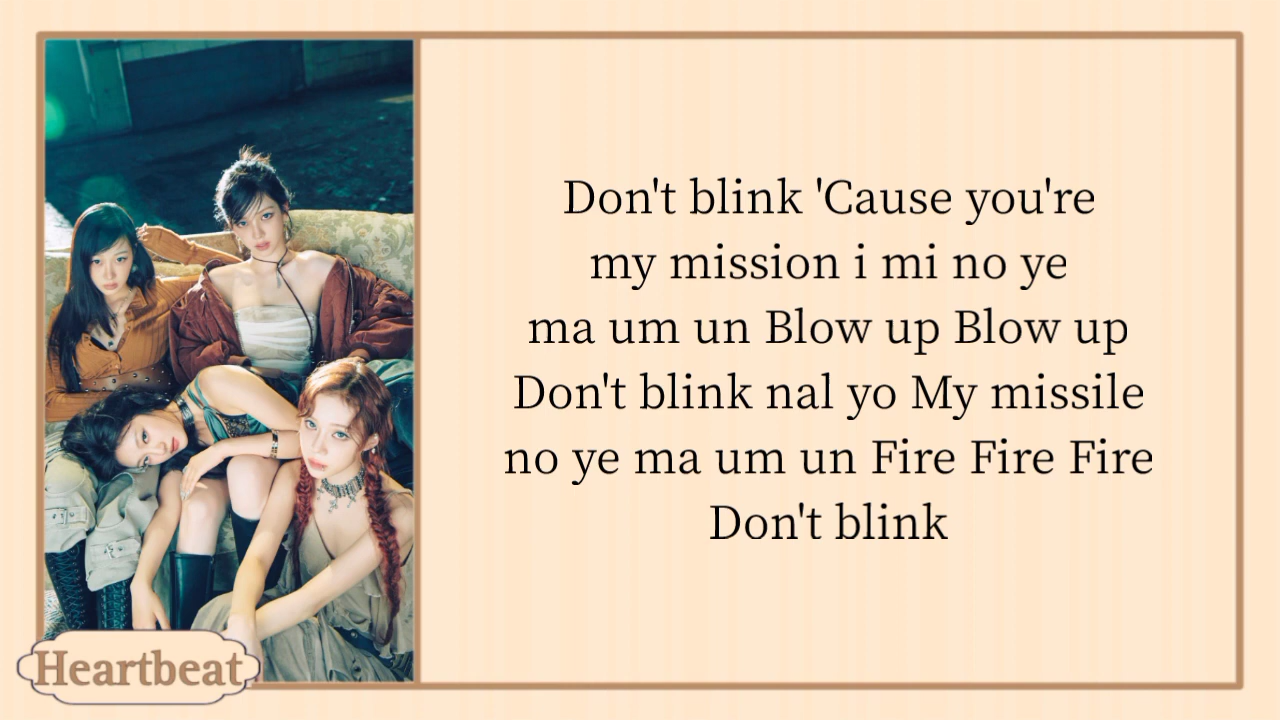 Don't blink 'Cause you're
my mission i mi no ye
ma um un Blow up Blow up
Don't blink nal yo My missile
no ye ma um un Fire Fire Fire
Don't blink
Heartbeat